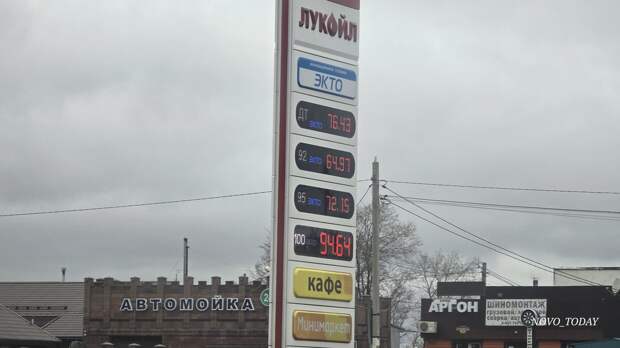 ЛУКОЙЛ
ЭКТО
ДТ ЭКТО 76.43
92 ЭКТО 64.97
95 ЭКТО 72.15
100 94.64
кафе
Минимаркет
АВТОМОЙКА
АРГОН
ШИНОМОНТАЖ
NOVO_TODAY